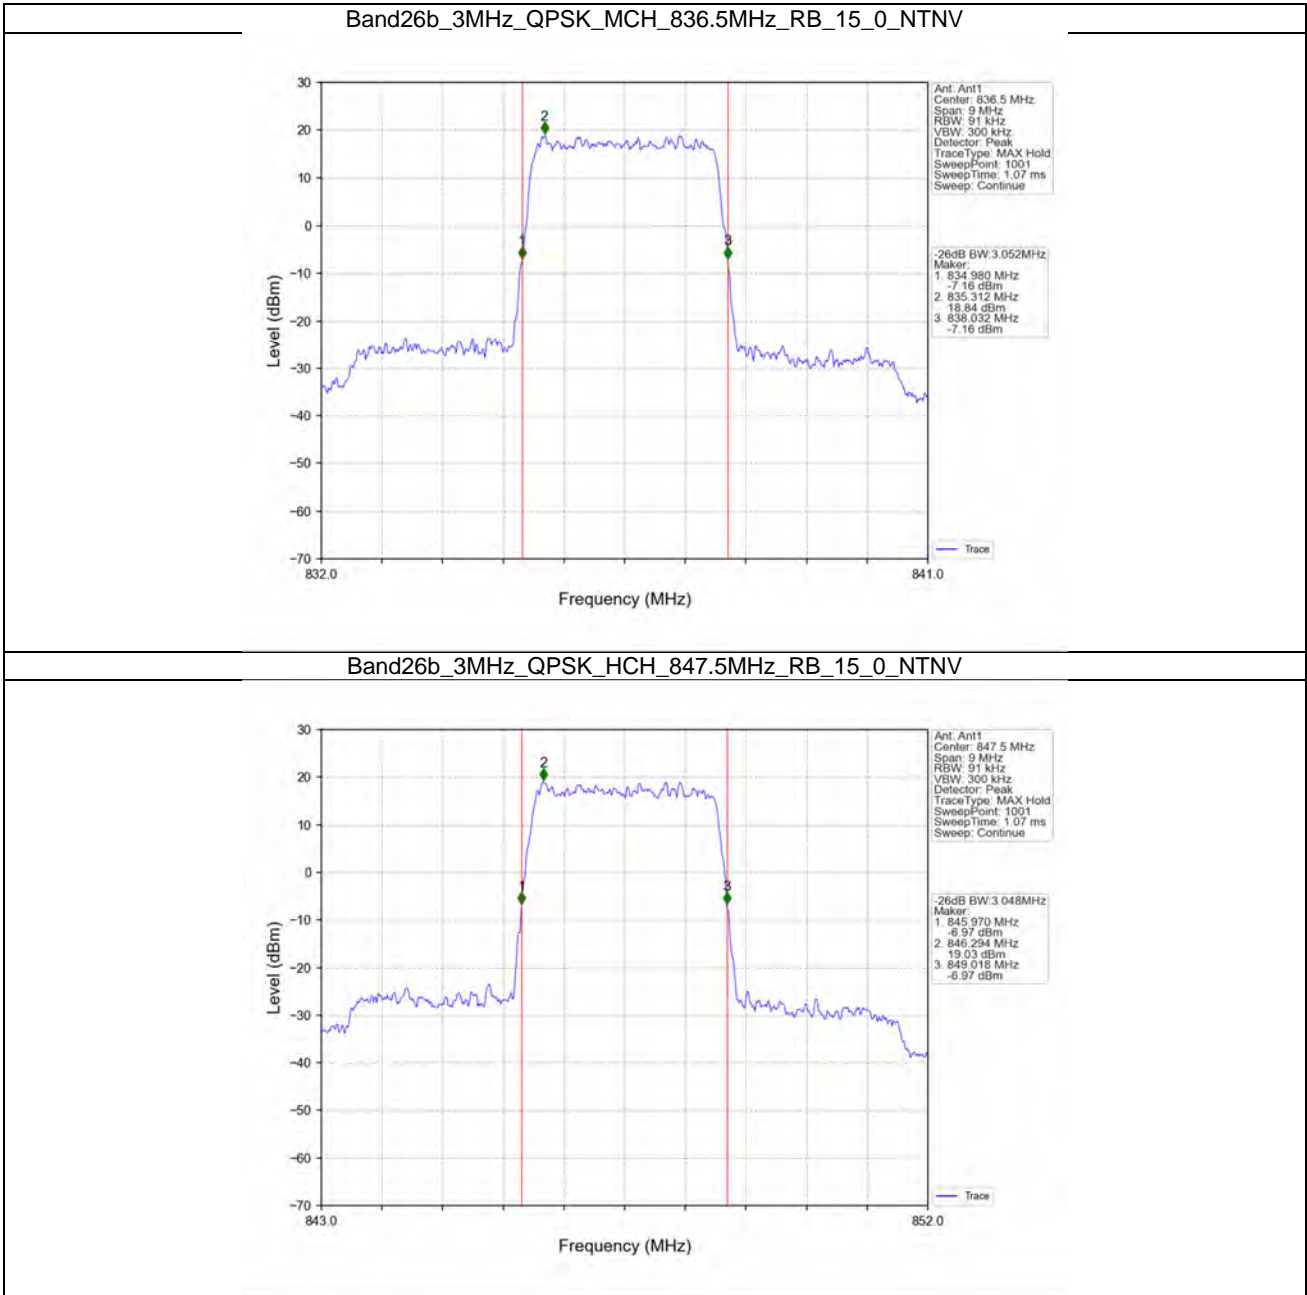 Band26b_3MHz_QPSK_MCH_836.5MHz_RB_15_0_NTNV
30
20
10
0
−10
−20
−30
−40
−50
−60
−70
Level (dBm)
832.0
841.0
Frequency (MHz)
2
1
3
Ant: Ant1
Center: 836.5 MHz
Span: 9 MHz
RBW: 91 kHz
VBW: 300 kHz
Detector: Peak
TraceType: MAX Hold
SweepPoint: 1001
SweepTime: 1.07 ms
Sweep: Continue
-26dB BW:3.052MHz
Maker:
1. 834.980 MHz
-7.16 dBm
2. 835.312 MHz
18.84 dBm
3. 838.032 MHz
-7.16 dBm
Trace
Band26b_3MHz_QPSK_HCH_847.5MHz_RB_15_0_NTNV
30
20
10
0
−10
−20
−30
−40
−50
−60
−70
Level (dBm)
843.0
852.0
Frequency (MHz)
2
1
3
Ant: Ant1
Center: 847.5 MHz
Span: 9 MHz
RBW: 91 kHz
VBW: 300 kHz
Detector: Peak
TraceType: MAX Hold
SweepPoint: 1001
SweepTime: 1.07 ms
Sweep: Continue
-26dB BW:3.048MHz
Maker:
1. 845.970 MHz
-6.97 dBm
2. 846.294 MHz
19.03 dBm
3. 849.018 MHz
-6.97 dBm
Trace